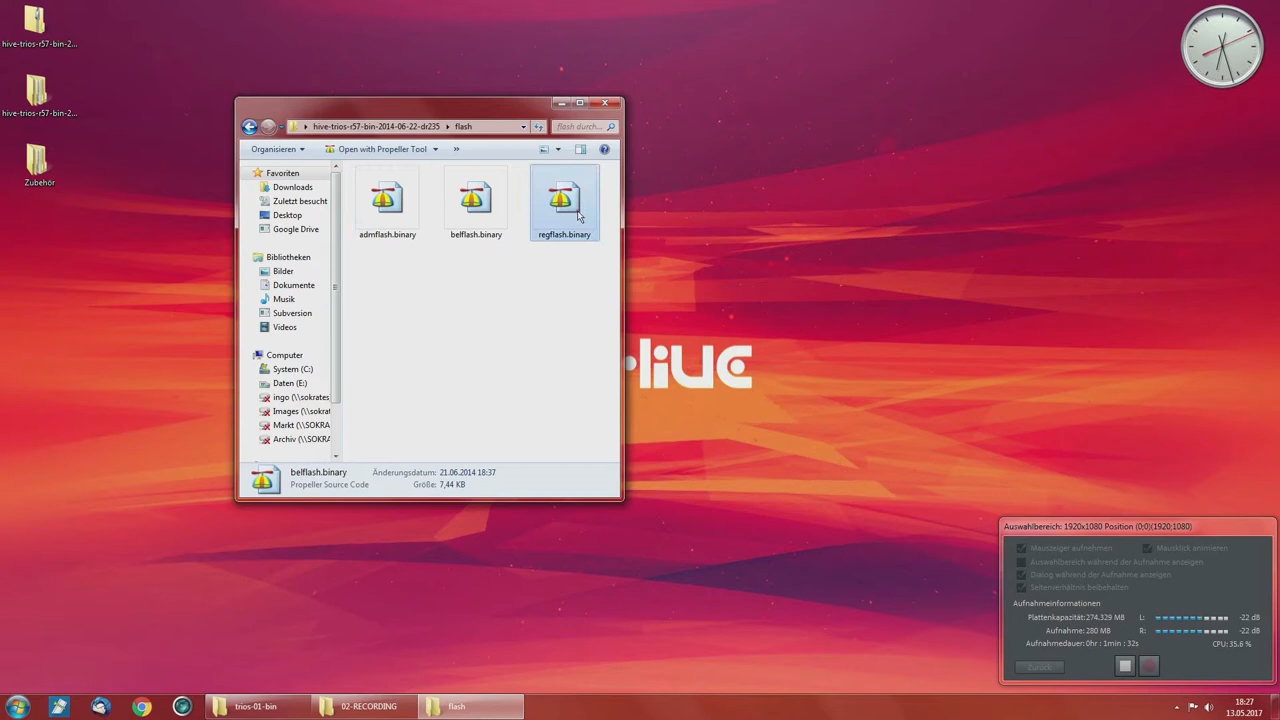 hive-trios-r57-bin-2...
hive-trios-r57-bin-2...
Zubehör
hive-trios-r57-bin-2014-06-22-dr235
flash
flash durch...
Organisieren
Open with Propeller Tool
»
Favoriten
Downloads
Zuletzt besucht
Desktop
Google Drive
Bibliotheken
Bilder
Dokumente
Musik
Subversion
Videos
Computer
System (C:)
Daten (E:)
ingo (\\sokrates
Images (\\sokrat
Markt (\\SOKRA
Archiv (\\SOKRA
admflash.binary
belflash.binary
regflash.binary
belflash.binary
Änderungsdatum: 21.06.2014 18:37
Propeller Source Code
Größe: 7,44 KB
Auswahlbereich: 1920x1080 Position (0;0)(1920;1080)
Mauszeiger aufnehmen
Mausklick animieren
Auswahlbereich während der Aufnahme anzeigen
Dialog während der Aufnahme anzeigen
Seitenverhältnis beibehalten
Aufnahmeinformationen
Plattenkapazität: 274.329 MB
L: -22 dB
Aufnahme: 280 MB
R: -22 dB
Aufnahmedauer: 0hr : 1min : 32s
CPU: 35.6 %
Zurück
trios-01-bin
02-RECORDING
flash
18:27
13.05.2017